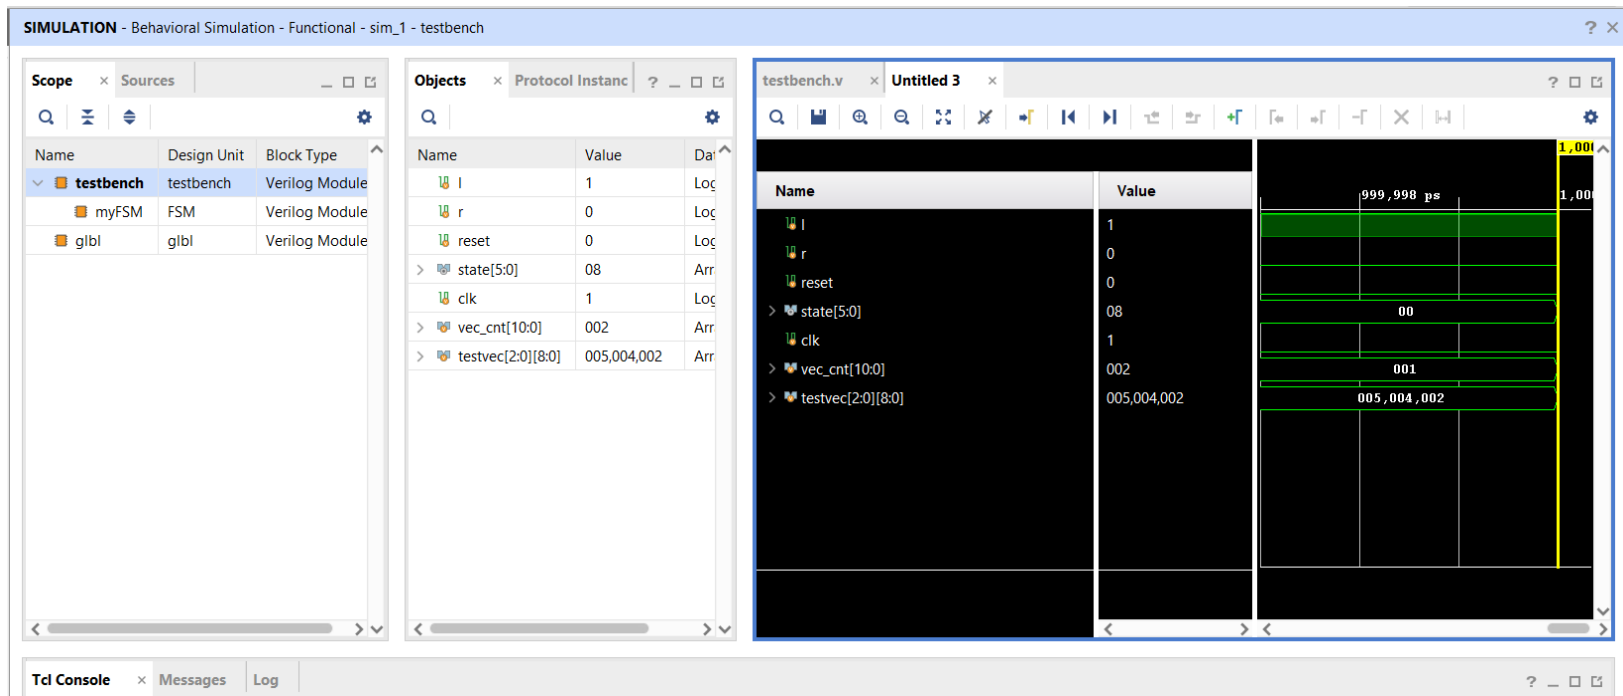 SIMULATION - Behavioral Simulation - Functional - sim_1 - testbench
Scope
Sources
Name
Design Unit
Block Type
testbench
testbench
Verilog Module
myFSM
FSM
Verilog Module
glbl
glbl
Verilog Module
Objects
Protocol Instanc
Name
Value
Dat
l
1
Log
r
0
Log
reset
0
Log
state[5:0]
08
Arr
clk
1
Log
vec_cnt[10:0]
002
Arr
testvec[2:0][8:0]
005,004,002
Arr
testbench.v
Untitled 3
Name
Value
l
1
r
0
reset
0
state[5:0]
08
clk
1
vec_cnt[10:0]
002
testvec[2:0][8:0]
005,004,002
1,000
999,998 ps
1,000
00
001
005,004,002
Tcl Console
Messages
Log